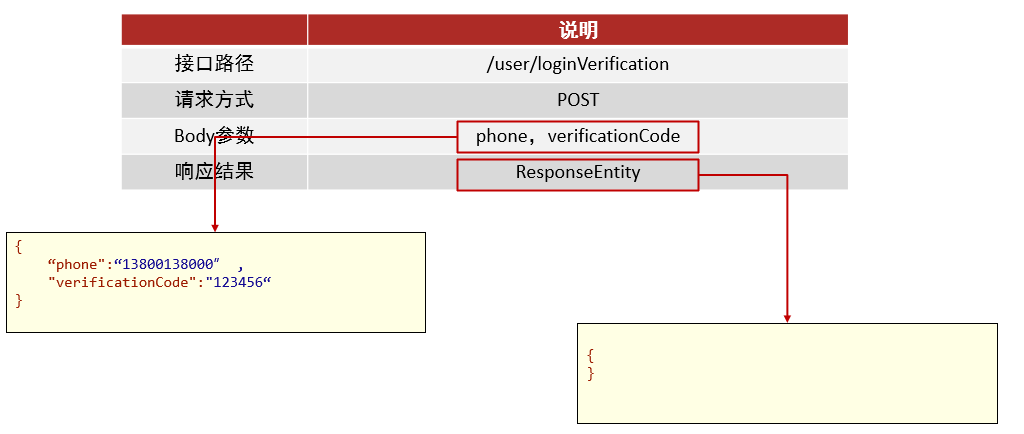 说明
接口路径 /user/loginVerification
请求方式 POST
Body参数 phone，verificationCode
响应结果 ResponseEntity
{
“phone":“13800138000” ,
"verificationCode":"123456“
}
{
}